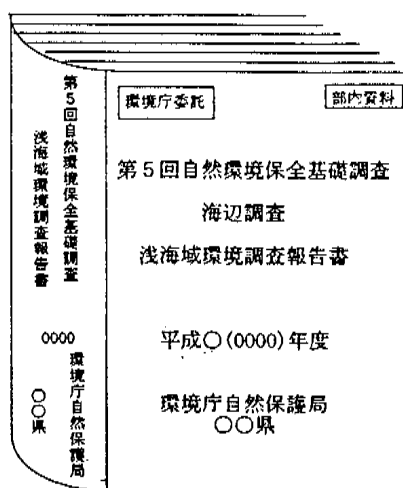 第5回自然環境保全基礎調査
浅海域環境調査報告書
0000
環境庁自然保護局
○○県
環境庁委託
部内資料
第5回自然環境保全基礎調査
海辺調査
浅海域環境調査報告書
平成○(0000)年度
環境庁自然保護局
○○県